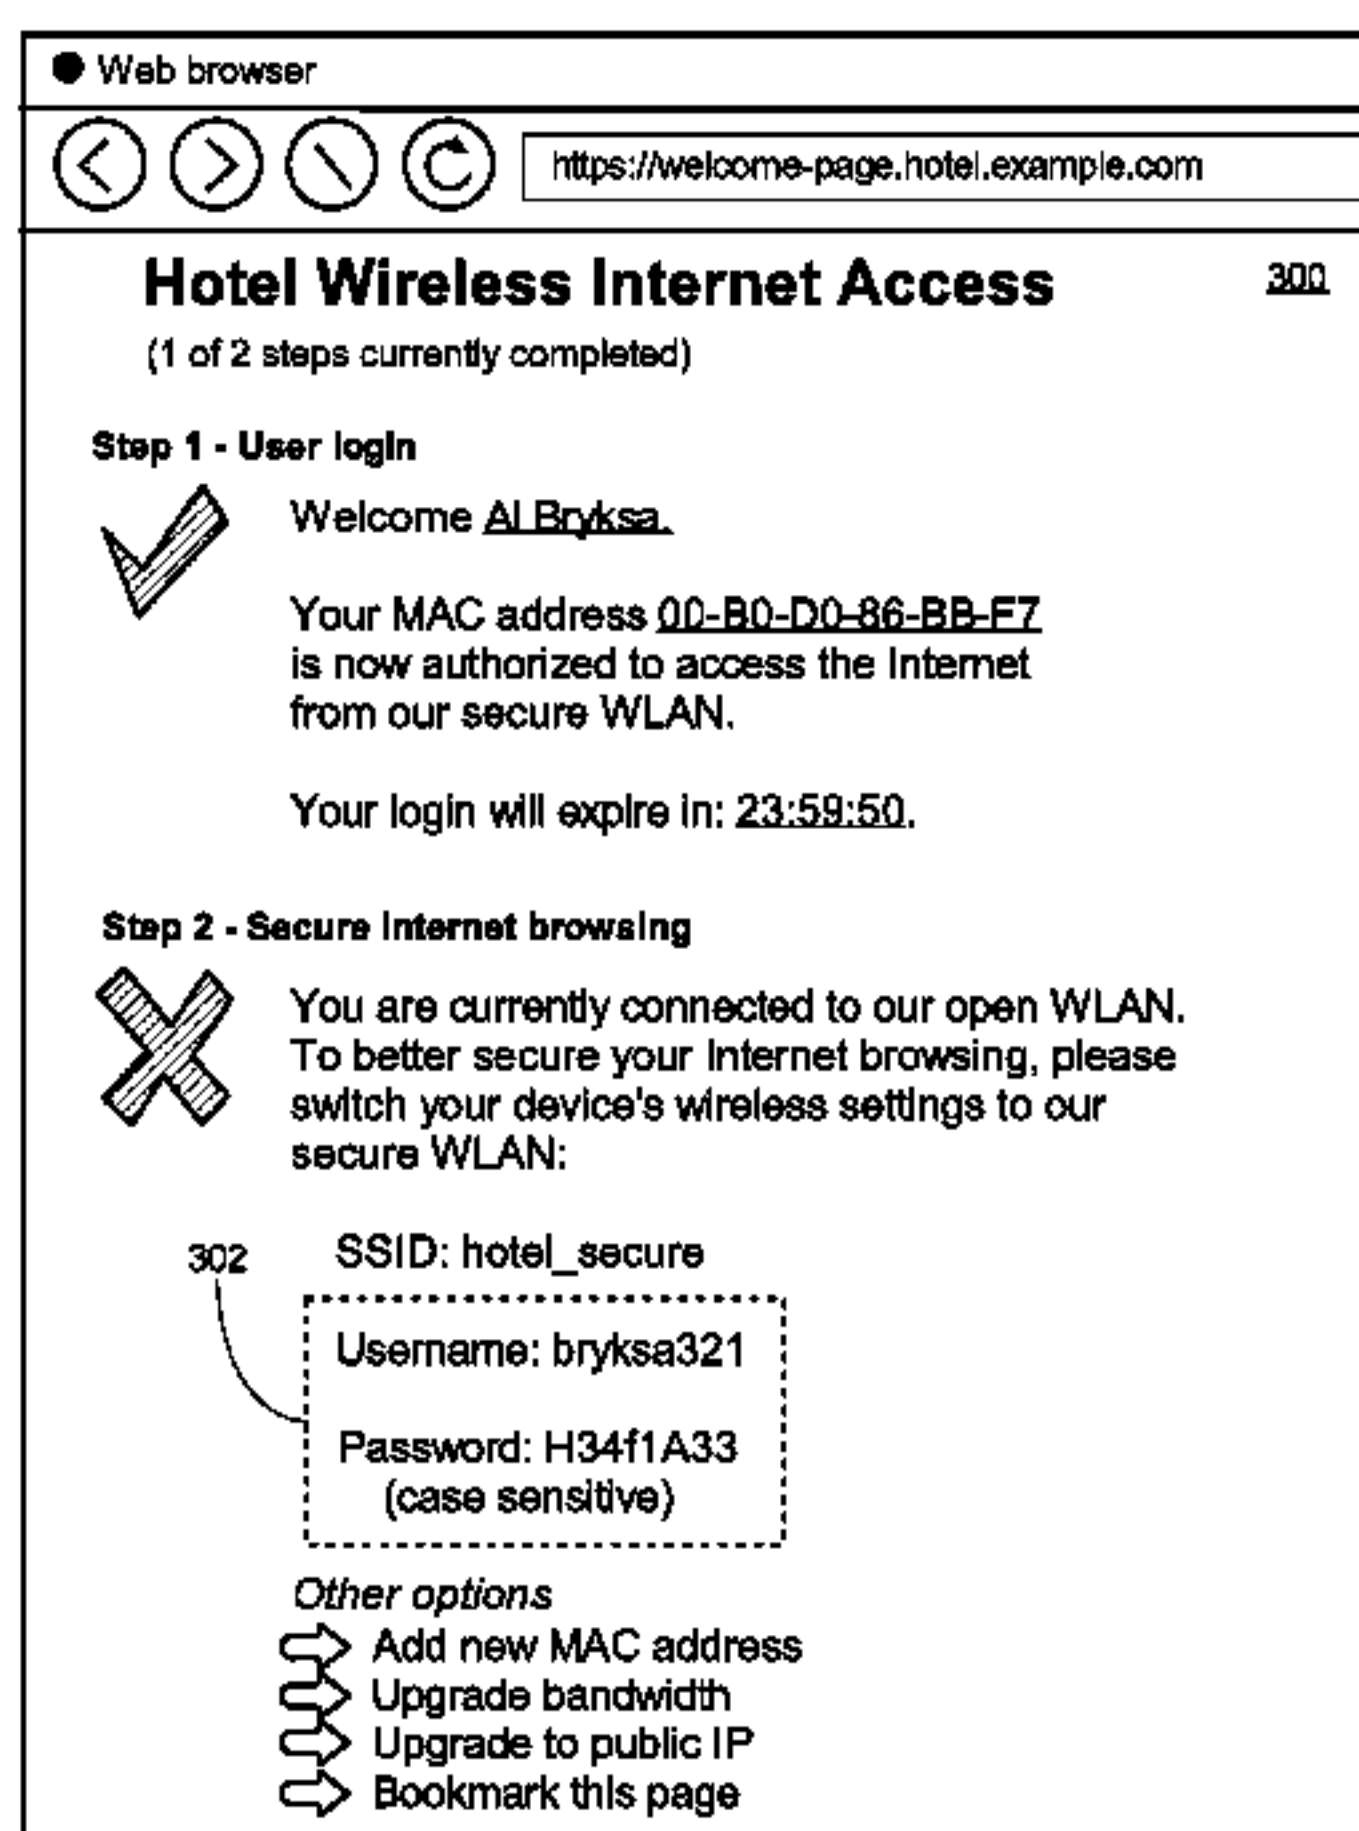 Web browser
https://welcome-page.hotel.example.com
Hotel Wireless Internet Access
300
(1 of 2 steps currently completed)
Step 1 - User login
Welcome Al Bryksa.
Your MAC address 00-B0-D0-86-BB-F7
is now authorized to access the Internet
from our secure WLAN.
Your login will expire in: 23:59:50.
Step 2 - Secure Internet browsing
You are currently connected to our open WLAN.
To better secure your Internet browsing, please
switch your device's wireless settings to our
secure WLAN:
302
SSID: hotel_secure
Username: bryksa321
Password: H34f1A33
(case sensitive)
Other options
Add new MAC address
Upgrade bandwidth
Upgrade to public IP
Bookmark this page